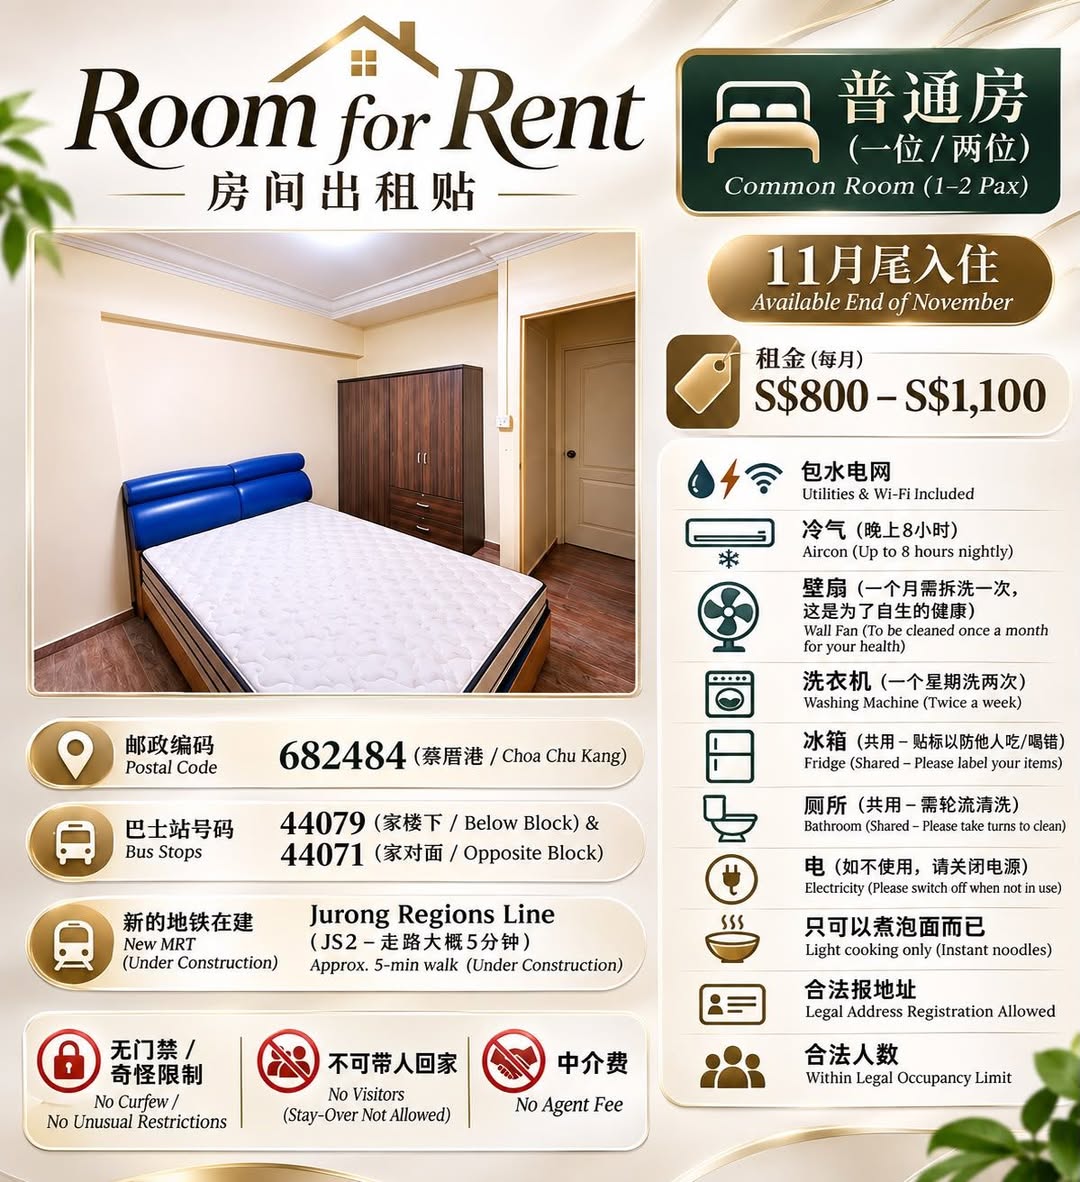 Room for Rent
房间出租贴
普通房
(一位 / 两位)
Common Room (1–2 Pax)
11月尾入住
Available End of November
租金 (每月)
S$800 – S$1,100
包水电网
Utilities & Wi-Fi Included
冷气 (晚上8小时)
Aircon (Up to 8 hours nightly)
壁扇 (一个月需拆洗一次,
这是为了自生的健康)
Wall Fan (To be cleaned once a month
for your health)
洗衣机 (一个星期洗两次)
Washing Machine (Twice a week)
冰箱 (共用 – 贴标以防他人吃/喝错)
Fridge (Shared – Please label your items)
厕所 (共用 – 需轮流清洗)
Bathroom (Shared – Please take turns to clean)
电 (如不使用，请关闭电源)
Electricity (Please switch off when not in use)
只可以煮泡面而已
Light cooking only (Instant noodles)
合法报地址
Legal Address Registration Allowed
合法人数
Within Legal Occupancy Limit
邮政编码
Postal Code
682484 (蔡厝港 / Choa Chu Kang)
巴士站号码
Bus Stops
44079 (家楼下 / Below Block) &
44071 (家对面 / Opposite Block)
新的地铁在建
New MRT
(Under Construction)
Jurong Regions Line
(JS2 – 走路大概5分钟)
Approx. 5-min walk (Under Construction)
无门禁 /
奇怪限制
No Curfew /
No Unusual Restrictions
不可带人回家
No Visitors
(Stay-Over Not Allowed)
中介费
No Agent Fee